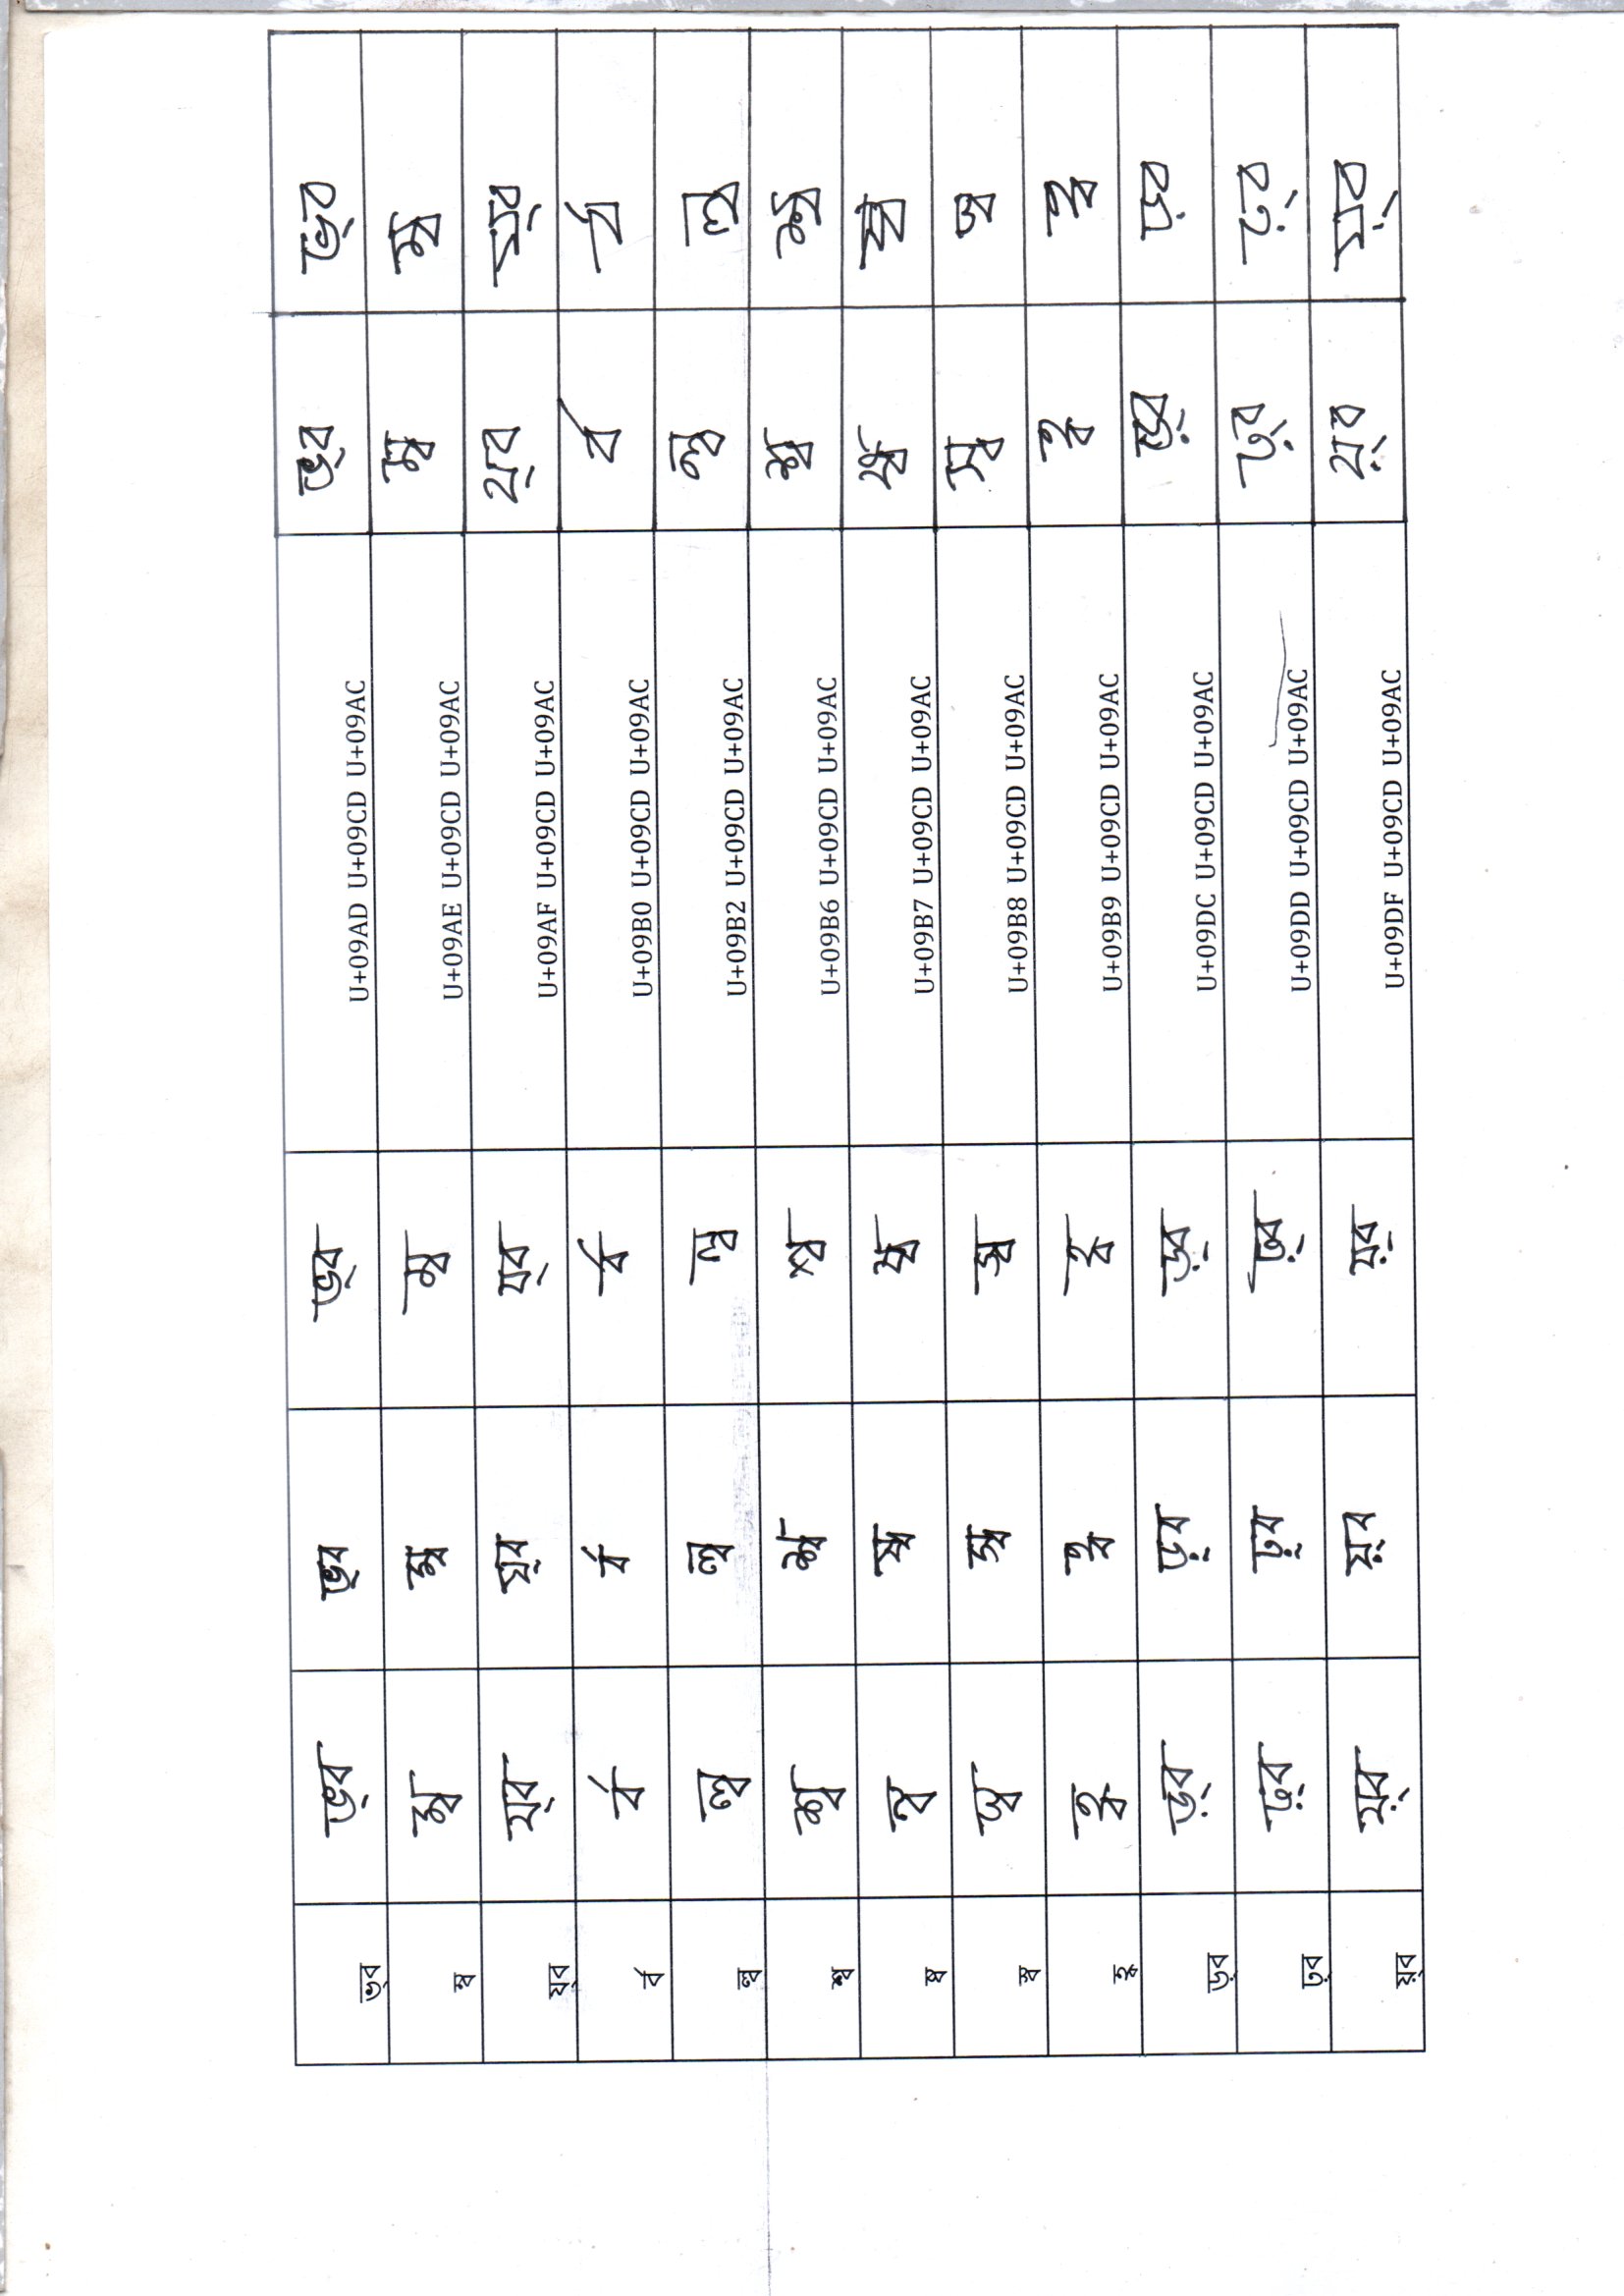 ভ্‌ব ভ্‌ব ভ্‌ব ভ্‌ব U+09AD U+09CD U+09AC ভ্‌ব ভ্‌ব
ম্ব ম্ব ম্ব ম্ব U+09AE U+09CD U+09AC ম্ব ম্ব
য্‌ব য্‌ব য্‌ব য্‌ব U+09AF U+09CD U+09AC য্‌ব য্‌ব
র্ব র্ব র্ব র্ব U+09B0 U+09CD U+09AC র্ব র্ব
ল্ব ল্ব ল্ব ল্ব U+09B2 U+09CD U+09AC ল্ব ল্ব
শ্ব শ্ব শ্ব শ্ব U+09B6 U+09CD U+09AC শ্ব শ্ব
ষ্ব ষ্ব ষ্ব ষ্ব U+09B7 U+09CD U+09AC ষ্ব ষ্ব
স্ব স্ব স্ব স্ব U+09B8 U+09CD U+09AC স্ব স্ব
হ্ব হ্ব হ্ব হ্ব U+09B9 U+09CD U+09AC হ্ব হ্ব
ড়্‌ব ড়্‌ব ড়্‌ব ড়্‌ব U+09DC U+09CD U+09AC ড়্‌ব ড়ব
ঢ়্‌ব ঢ়্‌ব ঢ়্‌ব ঢ়্‌ব U+09DD U+09CD U+09AC ঢ়্‌ব ঢ়্‌ব
য়্‌ব য়্‌ব য়্‌ব য়্‌ব U+09DF U+09CD U+09AC য়্‌ব য়্‌ব